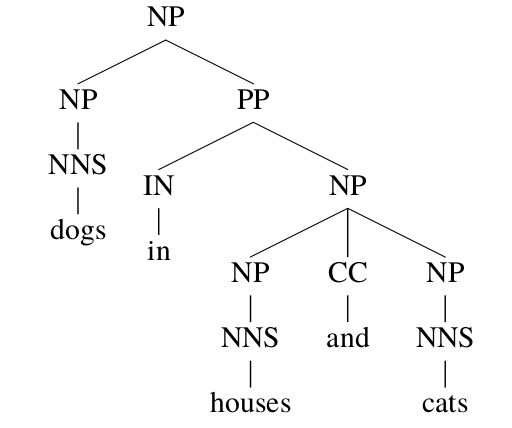 NP
NP PP
NNS IN NP
dogs in
NP CC NP
NNS and NNS
houses cats